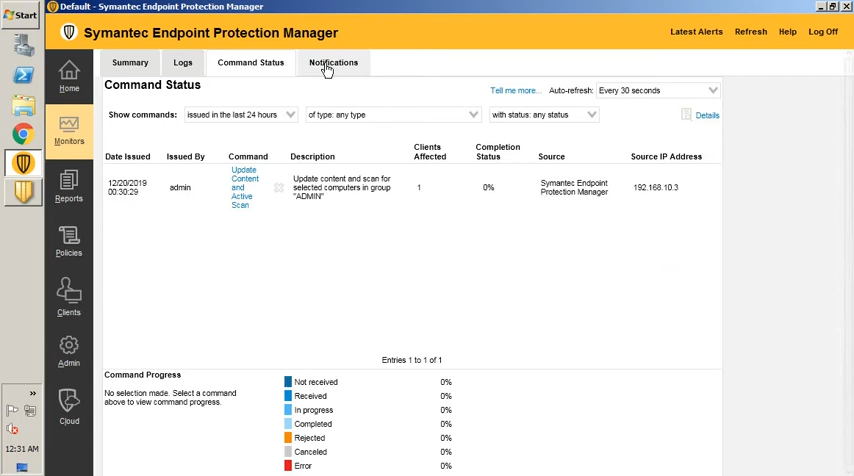 Start
Default - Symantec Endpoint Protection Manager
Symantec Endpoint Protection Manager
Latest Alerts
Refresh
Help
Log Off
Summary
Logs
Command Status
Notifications
Home
Monitors
Reports
Policies
Clients
Admin
Cloud
Command Status
Tell me more...
Auto-refresh:
Every 30 seconds
Show commands:
issued in the last 24 hours
of type: any type
with status: any status
Details
Date Issued
Issued By
Command
Description
Clients
Affected
Completion
Status
Source
Source IP Address
12/20/2019
00:30:29
admin
Update
Content
and
Active
Scan
Update content and scan for
selected computers in group
"ADMIN"
1
0%
Symantec Endpoint
Protection Manager
192.168.10.3
Entries 1 to 1 of 1
Command Progress
No selection made. Select a command
above to view command progress.
Not received 0%
Received 0%
In progress 0%
Completed 0%
Rejected 0%
Canceled 0%
Error 0%
»
12:31 AM